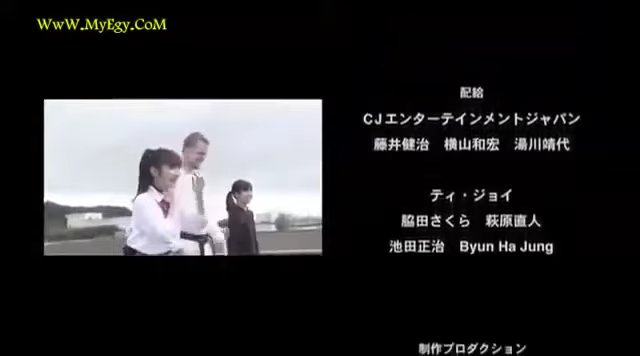 WwW.MyEgy.CoM
配給
CJエンターテインメントジャパン
藤井健治 横山和宏 湯川靖代
ティ・ジョイ
脇田さくら 萩原直人
池田正治 Byun Ha Jung
制作プロダクション